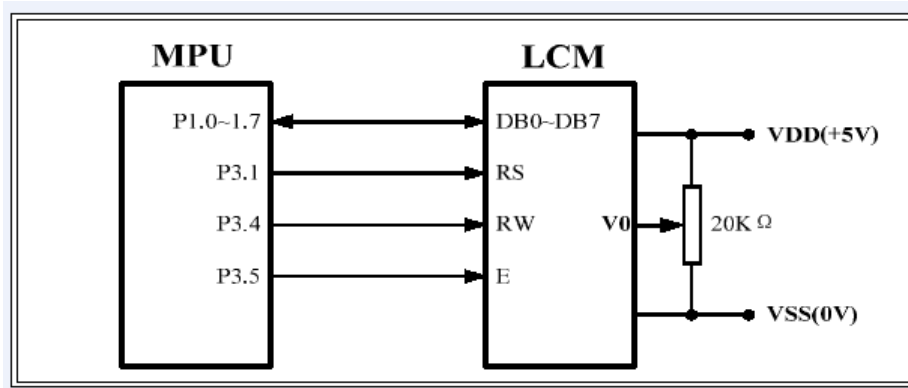 MPU LCM
P1.0~1.7 DB0~DB7 VDD(+5V)
P3.1 RS
P3.4 RW V0 20KΩ
P3.5 E
VSS(0V)